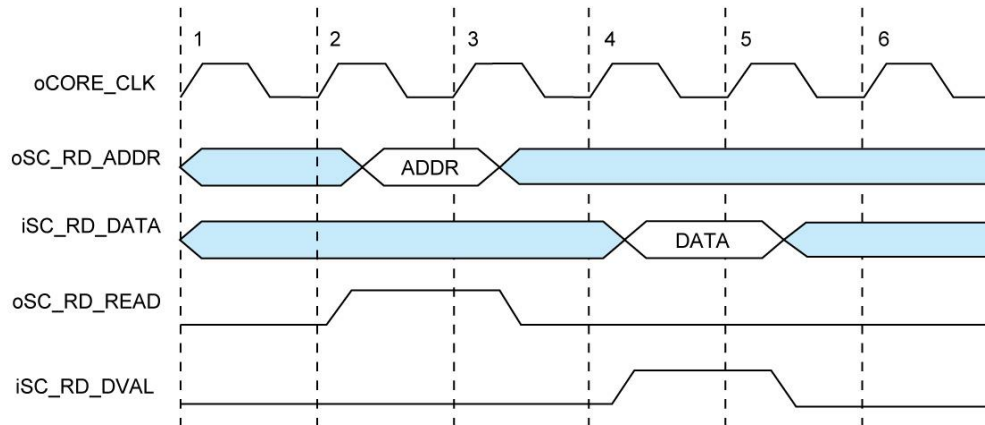 1 2 3 4 5 6
oCORE_CLK
oSC_RD_ADDR ADDR
iSC_RD_DATA DATA
oSC_RD_READ
iSC_RD_DVAL